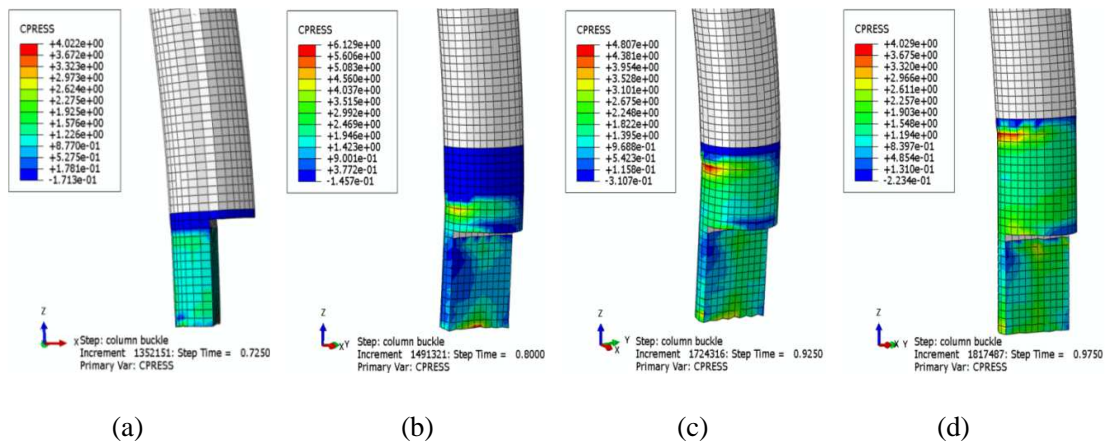 CPRESS
+4.022e+00
+3.672e+00
+3.323e+00
+2.973e+00
+2.624e+00
+2.275e+00
+1.925e+00
+1.576e+00
+1.226e+00
+8.770e-01
+5.275e-01
+1.781e-01
-1.713e-01
Z
X
Step: column buckle
Increment 1352151: Step Time = 0.7250
Primary Var: CPRESS
(a)
CPRESS
+6.129e+00
+5.606e+00
+5.083e+00
+4.560e+00
+4.037e+00
+3.515e+00
+2.992e+00
+2.469e+00
+1.946e+00
+1.423e+00
+9.001e-01
+3.772e-01
-1.457e-01
Z
X Y
Step: column buckle
Increment 1491321: Step Time = 0.8000
Primary Var: CPRESS
(b)
CPRESS
+4.807e+00
+4.381e+00
+3.954e+00
+3.528e+00
+3.101e+00
+2.675e+00
+2.248e+00
+1.822e+00
+1.395e+00
+9.688e-01
+5.423e-01
+1.158e-01
-3.107e-01
Z
Y
X
Step: column buckle
Increment 1724316: Step Time = 0.9250
Primary Var: CPRESS
(c)
CPRESS
+4.029e+00
+3.675e+00
+3.320e+00
+2.966e+00
+2.611e+00
+2.257e+00
+1.903e+00
+1.548e+00
+1.194e+00
+8.397e-01
+4.854e-01
+1.310e-01
-2.234e-01
Z
X Y
Step: column buckle
Increment 1817487: Step Time = 0.9750
Primary Var: CPRESS
(d)